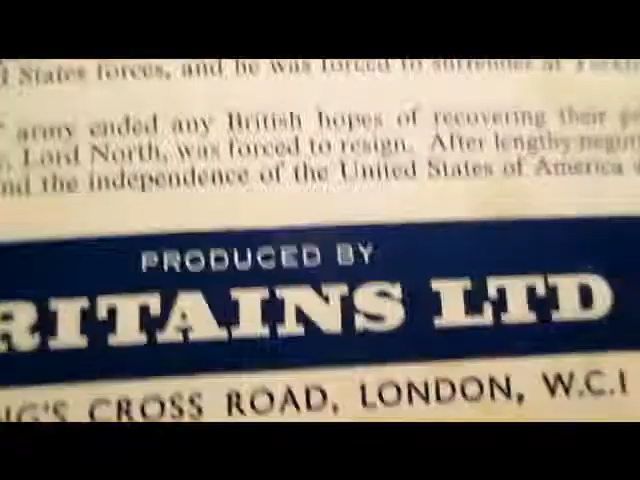 States forces, and he was forced to surrender at
army ended any British hopes of recovering their
Lord North, was forced to resign. After lengthy
the independence of the United States of America
PRODUCED BY
RITAINS LTD
NG'S CROSS ROAD, LONDON, W.C.1